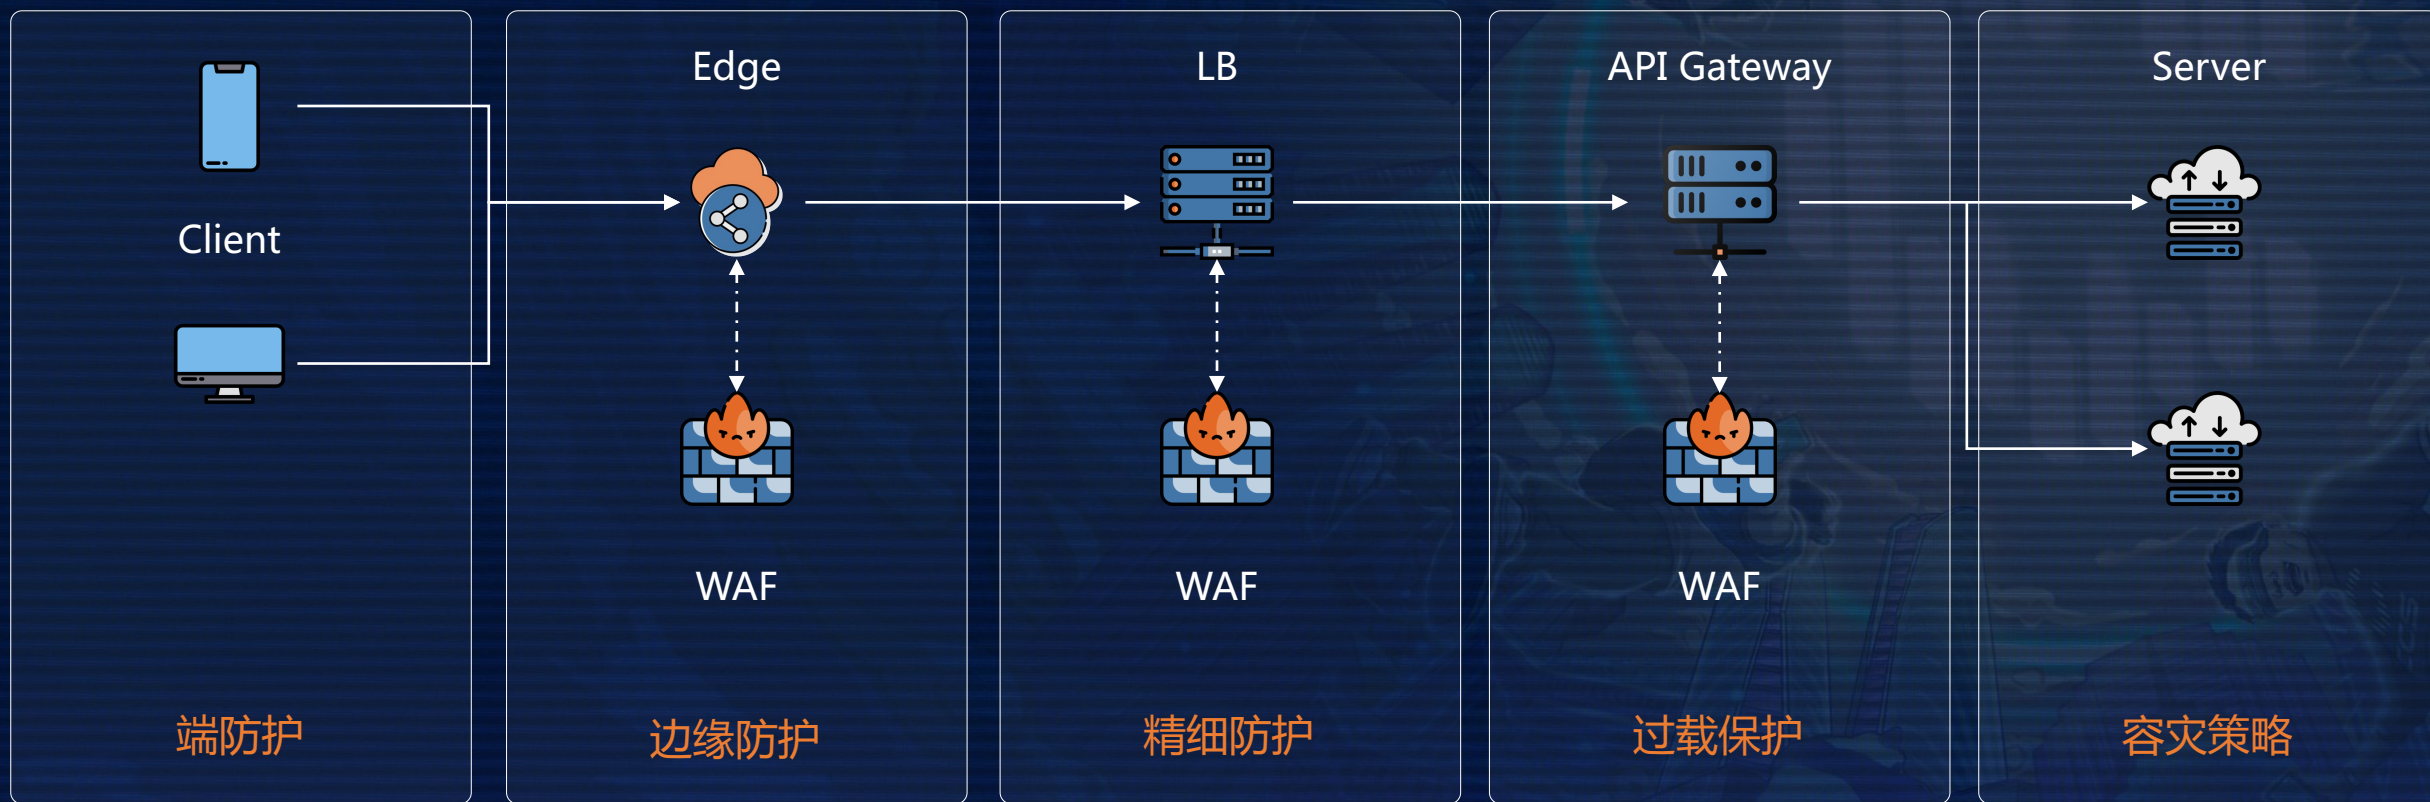 Client
端防护
Edge
WAF
边缘防护
LB
WAF
精细防护
API Gateway
WAF
过载保护
Server
容灾策略